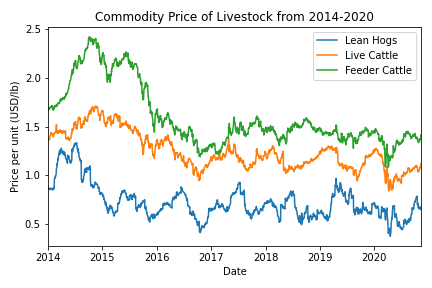 Commodity Price of Livestock from 2014-2020
Lean Hogs
Live Cattle
Feeder Cattle
Price per unit (USD/lb)
2.5
2.0
1.5
1.0
0.5
2014
2015
2016
2017
2018
2019
2020
Date